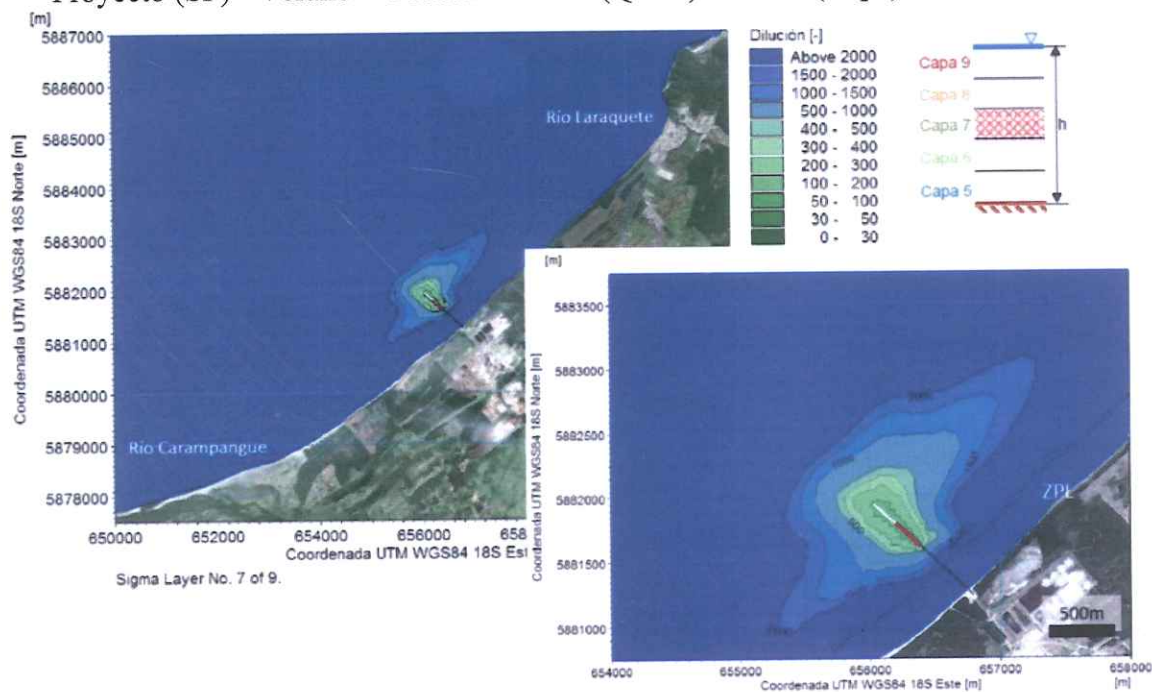 Proyecto (SP)
[m]
5887000
5886000
5885000
5884000
5883000
5882000
5881000
5880000
5879000
5878000
Coordenada UTM WGS84 18S Norte [m]
Río Laraquete
Río Carampangue
650000 652000 654000 656000 658
Coordenada UTM WGS84 18S Est
Sigma Layer No. 7 of 9.
Dilución [-]
Above 2000
1500 - 2000
1000 - 1500
500 - 1000
400 - 500
300 - 400
200 - 300
100 - 200
50 - 100
30 - 50
0 - 30
Capa 9
Capa 8
Capa 7
Capa 6
Capa 5
h
[m]
5883500
5883000
5882500
5882000
5881500
5881000
Coordenada UTM WGS84 18S Norte [m]
ZPL
500m
654000 655000 656000 657000 658000
Coordenada UTM WGS84 18S Este [m] [m]